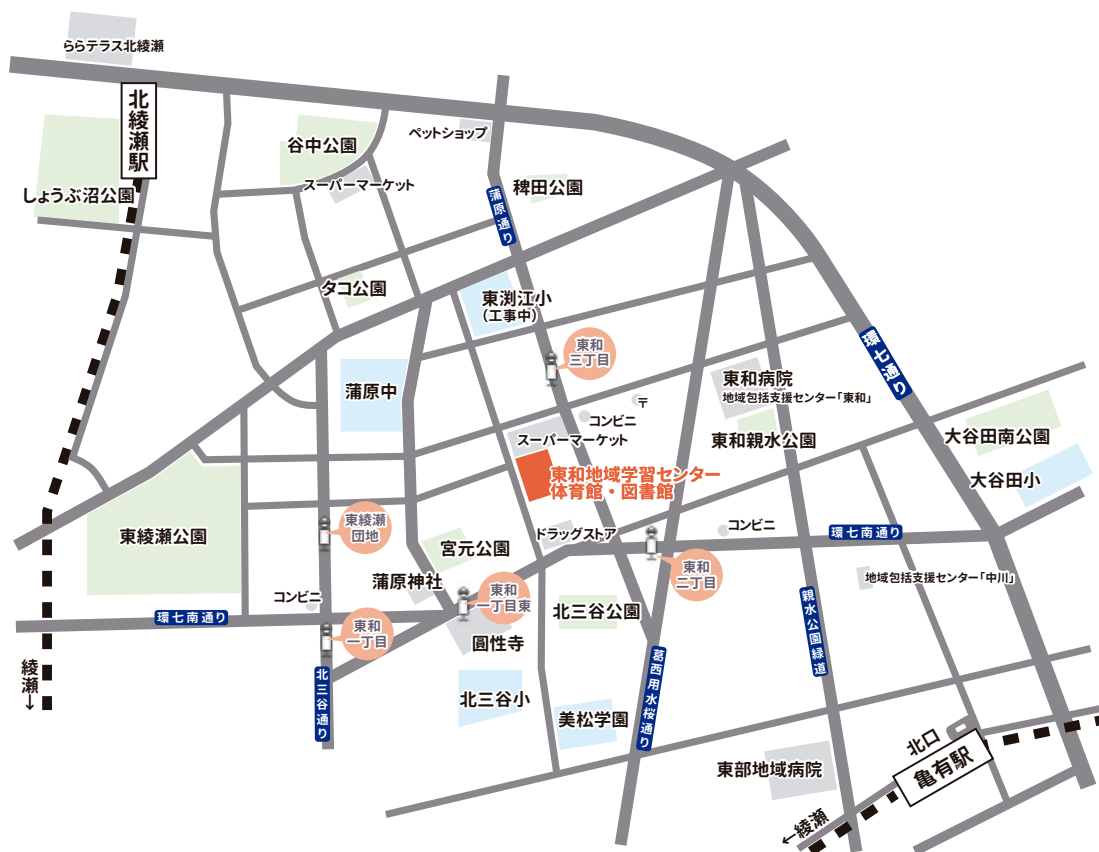 ららテラス北綾瀬
北綾瀬駅
しょうぶ沼公園
谷中公園
スーパーマーケット
ペットショップ
稗田公園
蒲原通り
タコ公園
東渕江小
(工事中)
東和
三丁目
環七通り
蒲原中
〒
コンビニ
スーパーマーケット
東和病院
地域包括支援センター「東和」
東和親水公園
大谷田南公園
大谷田小
東和地域学習センター
体育館・図書館
東綾瀬公園
東綾瀬
団地
ドラッグストア
コンビニ
環七南通り
宮元公園
東和
二丁目
蒲原神社
東和
一丁目東
地域包括支援センター「中川」
コンビニ
環七南通り
東和
一丁目
北三谷公園
親水公園緑道
圓性寺
綾瀬→
北三谷通り
北三谷小
美松学園
葛西用水桜通り
北口
亀有駅
東部地域病院
←綾瀬